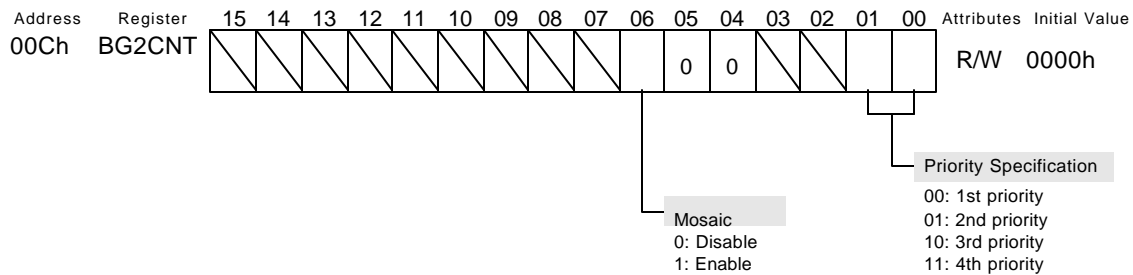 Address Register 15 14 13 12 11 10 09 08 07 06 05 04 03 02 01 00 Attributes Initial Value
00Ch BG2CNT 0 0 R/W 0000h
Priority Specification
00: 1st priority
01: 2nd priority
10: 3rd priority
11: 4th priority
Mosaic
0: Disable
1: Enable